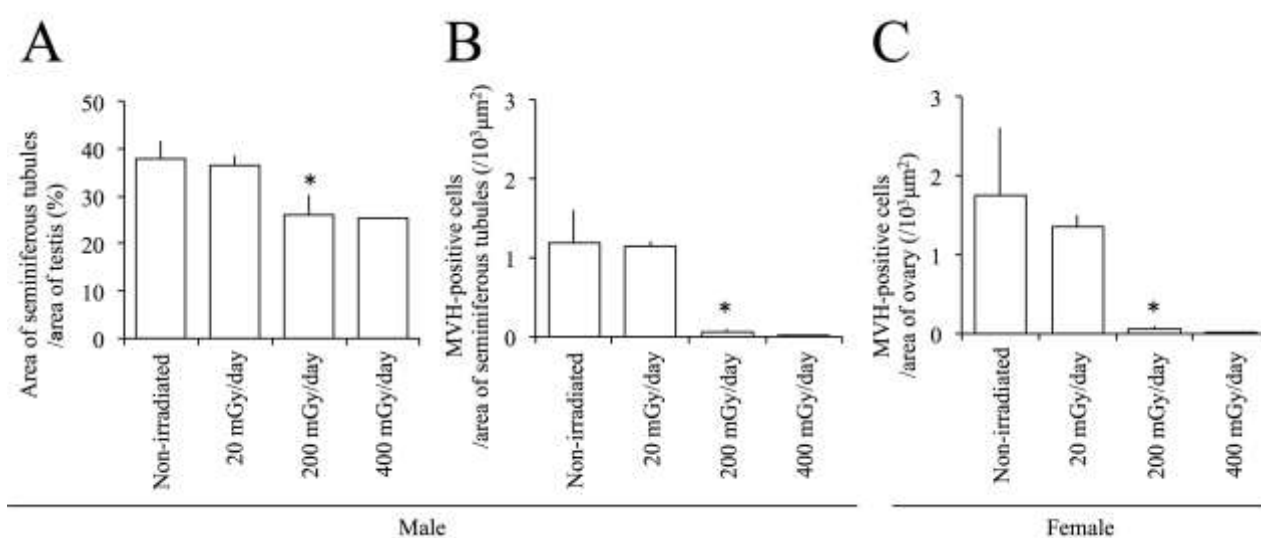 A
Area of seminiferous tubules
/area of testis (%)
50
40
30
20
10
0
*
Non-irradiated
20 mGy/day
200 mGy/day
400 mGy/day
B
MVH-positive cells
/area of seminiferous tubules (/10³μm²)
3
2
1
0
*
Non-irradiated
20 mGy/day
200 mGy/day
400 mGy/day
Male
C
MVH-positive cells
/area of ovary (/10³μm²)
3
2
1
0
*
Non-irradiated
20 mGy/day
200 mGy/day
400 mGy/day
Female